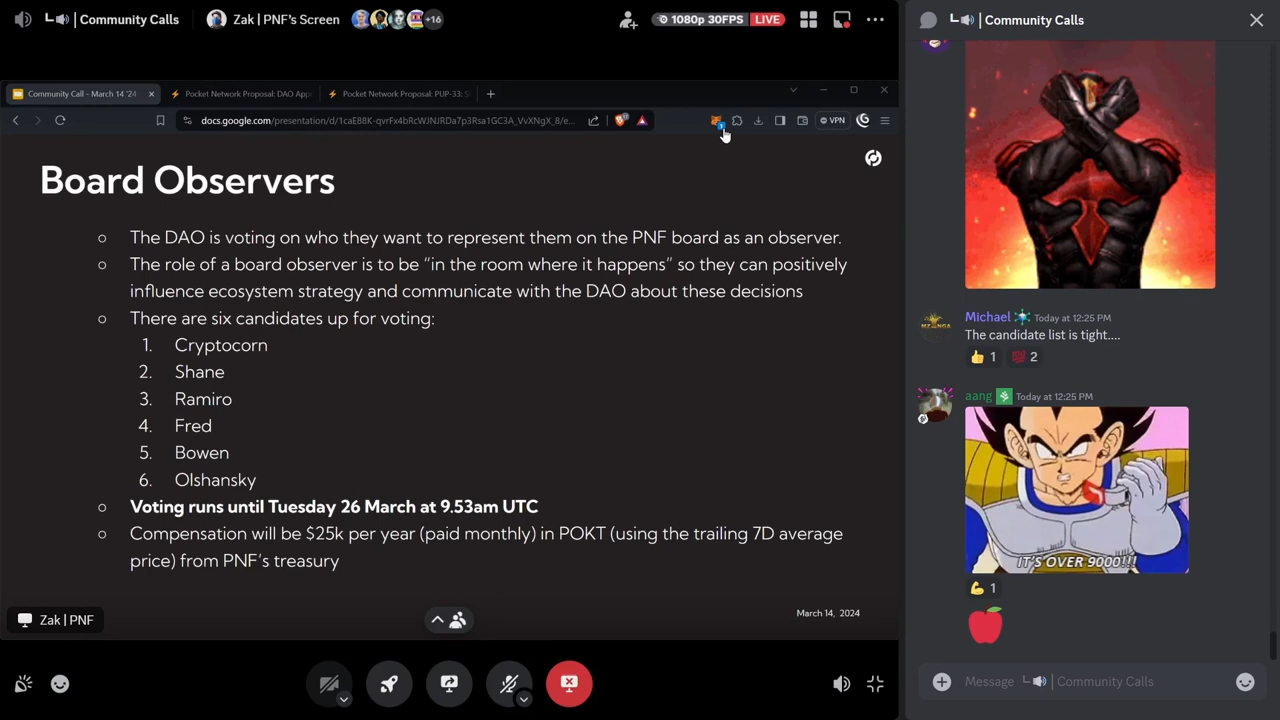 Community Calls
Zak | PNF's Screen
+16
1080p 30FPS LIVE
Community Calls
Community Call - March 14 '24
Pocket Network Proposal: DAO App
Pocket Network Proposal: PUP-33: S
VPN
Board Observers
The DAO is voting on who they want to represent them on the PNF board as an observer.
The role of a board observer is to be “in the room where it happens” so they can positively
influence ecosystem strategy and communicate with the DAO about these decisions
There are six candidates up for voting:
1. Cryptocorn
2. Shane
3. Ramiro
4. Fred
5. Bowen
6. Olshansky
Voting runs until Tuesday 26 March at 9.53am UTC
Compensation will be $25k per year (paid monthly) in POKT (using the trailing 7D average
price) from PNF's treasury
March 14, 2024
Zak | PNF
Michael Today at 12:25 PM
The candidate list is tight....
1
2
aang Today at 12:25 PM
IT'S OVER 9000!!!
1
Message Community Calls